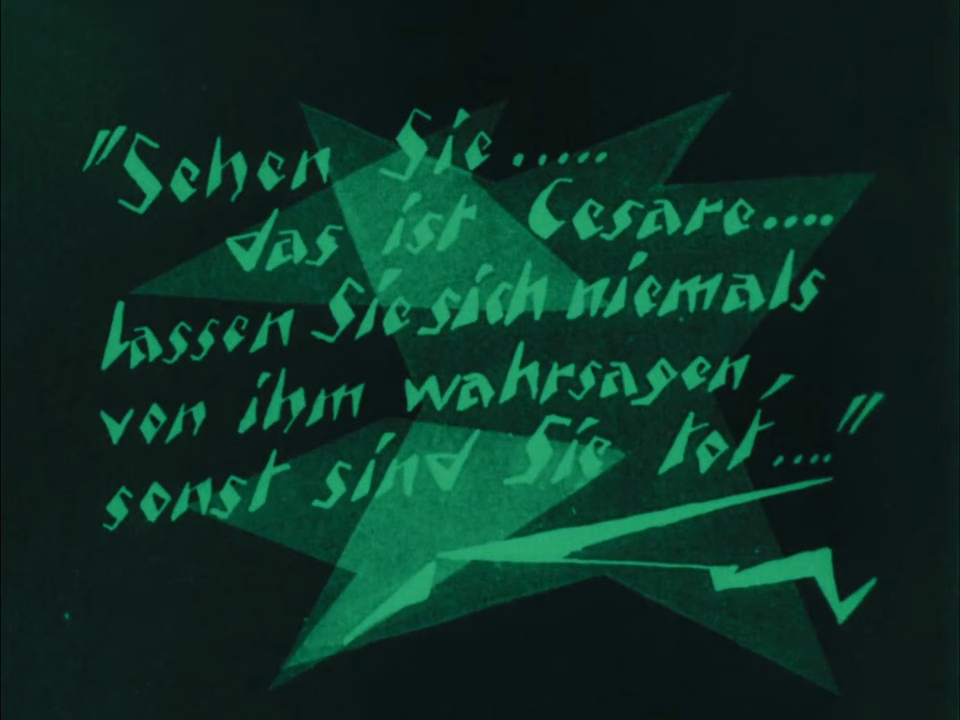 "Sehen Sie.....
das ist Cesare....
lassen Sie sich niemals
von ihm wahrsagen,
sonst sind Sie tot...."